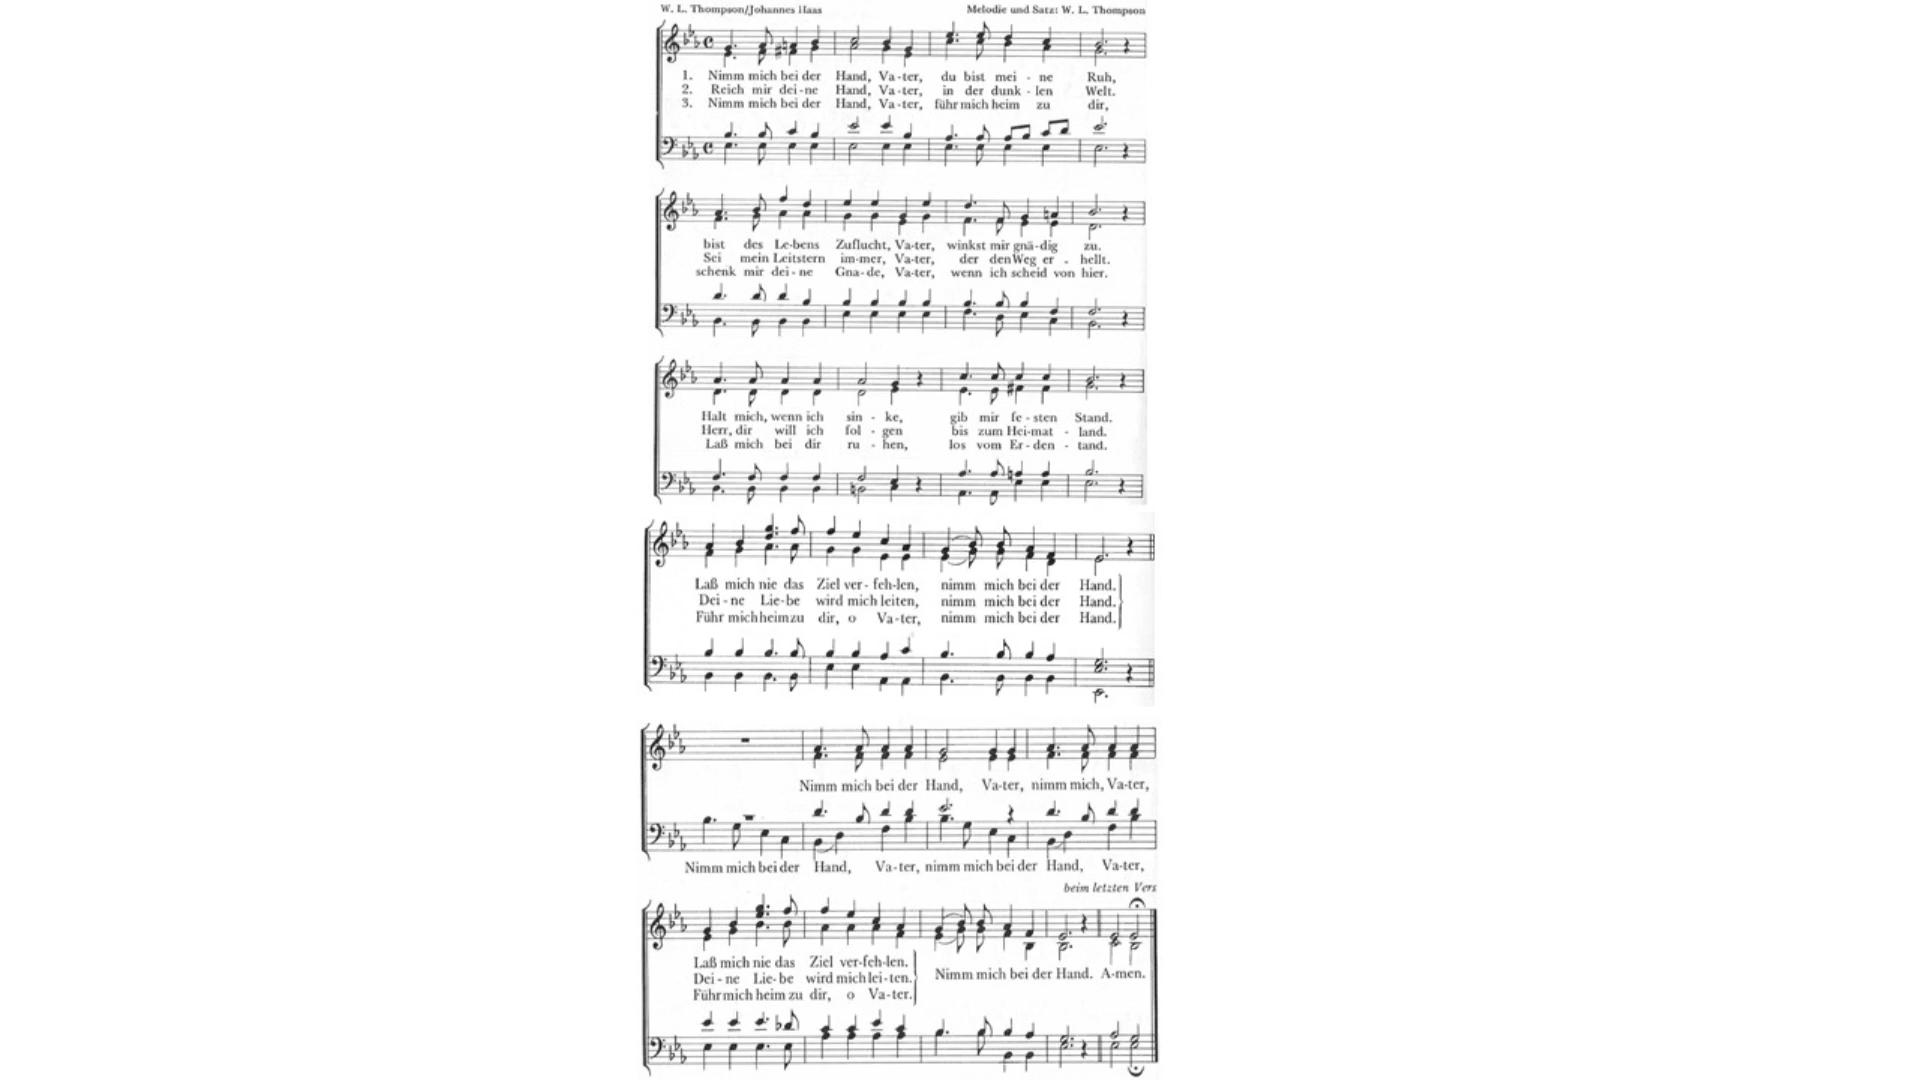 W. L. Thompson/Johannes Haas
Melodie und Satz: W. L. Thompson
1. Nimm mich bei der Hand, Va-ter, du bist mei - ne Ruh,
2. Reich mir dei-ne Hand, Va-ter, in der dunk - len Welt.
3. Nimm mich bei der Hand, Va-ter, führ mich heim zu dir,
bist des Le-bens Zuflucht, Va-ter, winkst mir gnä-dig zu.
Sei mein Leitstern im-mer, Va-ter, der den Weg er - hellt.
schenk mir dei-ne Gna-de, Va-ter, wenn ich scheid von hier.
Halt mich, wenn ich sin - ke, gib mir fe-sten Stand.
Herr, dir will ich fol - gen bis zum Hei-mat - land.
Laß mich bei dir ru - hen, los vom Er-den - tand.
Laß mich nie das Ziel ver-feh-len, nimm mich bei der Hand.
Dei-ne Lie-be wird mich leiten, nimm mich bei der Hand.
Führ mich heim zu dir, o Va-ter, nimm mich bei der Hand.
Nimm mich bei der Hand, Va-ter, nimm mich, Va-ter,
Nimm mich bei der Hand, Va-ter, nimm mich bei der Hand, Va-ter,
beim letzten Vers
Laß mich nie das Ziel ver-feh-len.
Dei-ne Lie-be wird mich lei-ten.
Nimm mich bei der Hand. A-men.
Führ mich heim zu dir, o Va-ter.